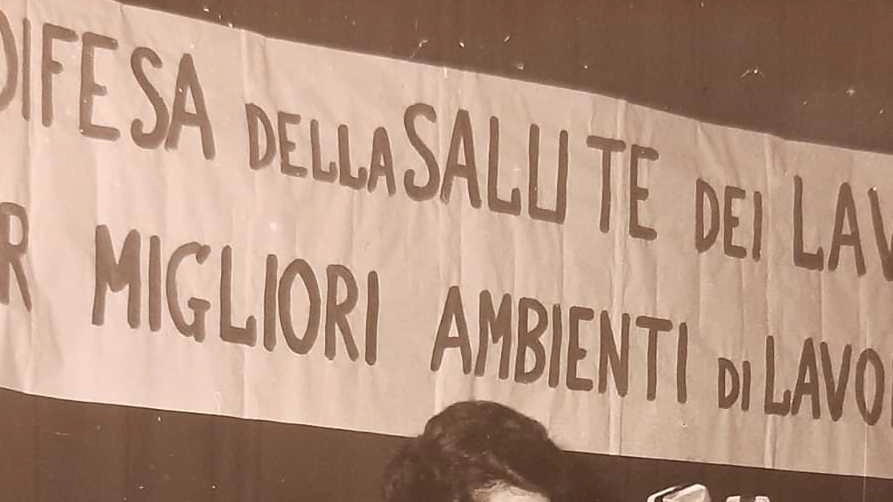 DIFESA DELLA SALUTE DEI LAV
R MIGLIORI AMBIENTI DI LAVO